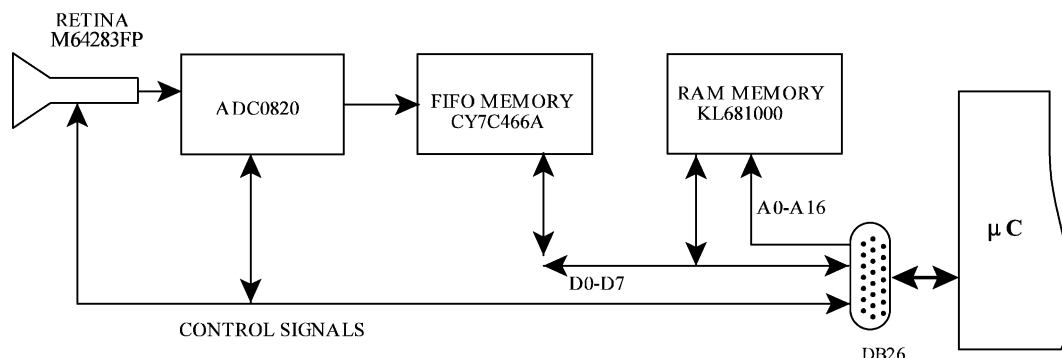 RETINA
M64283FP
ADC0820
FIFO MEMORY
CY7C466A
RAM MEMORY
KL681000
A0-A16
μC
D0-D7
CONTROL SIGNALS
DB26